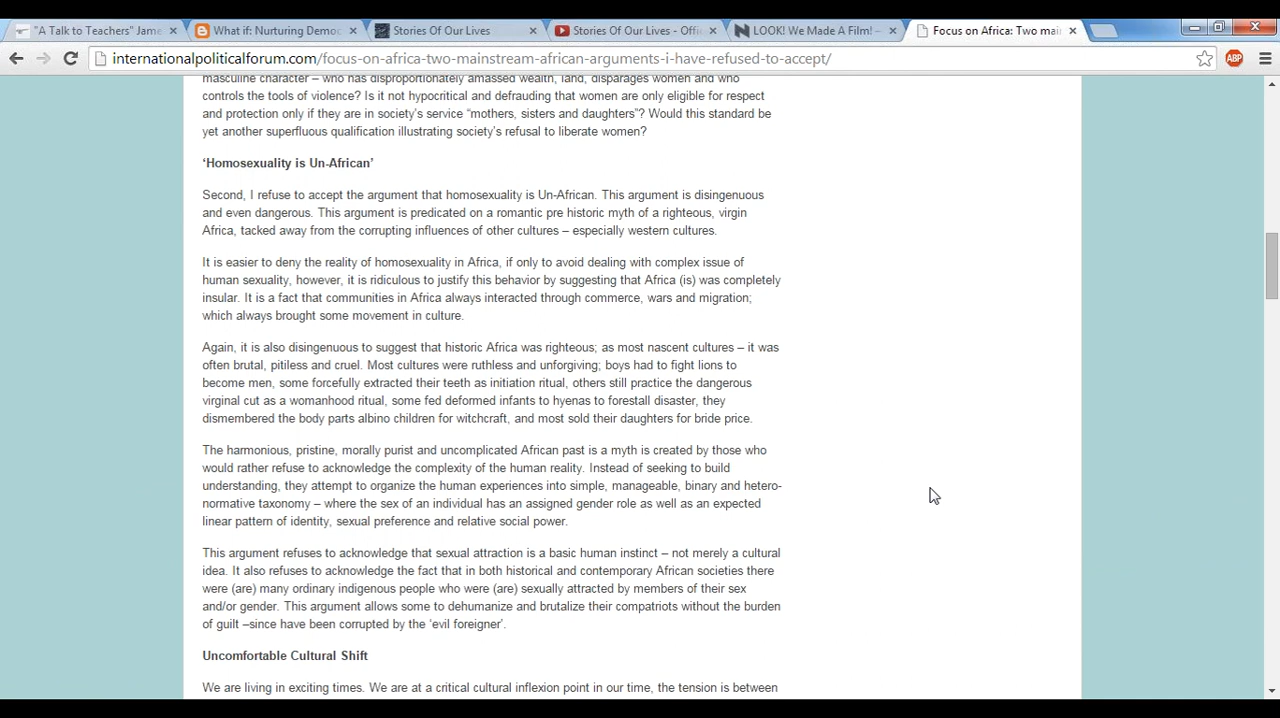 "A Talk to Teachers" Jame
What if: Nurturing Democ
Stories Of Our Lives
Stories Of Our Lives - Offi
LOOK! We Made A Film! –
Focus on Africa: Two main
internationalpoliticalforum.com/focus-on-africa-two-mainstream-african-arguments-i-have-refused-to-accept/
ABP
masculine character – who has disproportionately amassed wealth, land, disparages women and who
controls the tools of violence? Is it not hypocritical and defrauding that women are only eligible for respect
and protection only if they are in society's service “mothers, sisters and daughters”? Would this standard be
yet another superfluous qualification illustrating society's refusal to liberate women?
‘Homosexuality is Un-African’
Second, I refuse to accept the argument that homosexuality is Un-African. This argument is disingenuous
and even dangerous. This argument is predicated on a romantic pre historic myth of a righteous, virgin
Africa, tacked away from the corrupting influences of other cultures – especially western cultures.
It is easier to deny the reality of homosexuality in Africa, if only to avoid dealing with complex issue of
human sexuality, however, it is ridiculous to justify this behavior by suggesting that Africa (is) was completely
insular. It is a fact that communities in Africa always interacted through commerce, wars and migration;
which always brought some movement in culture.
Again, it is also disingenuous to suggest that historic Africa was righteous; as most nascent cultures – it was
often brutal, pitiless and cruel. Most cultures were ruthless and unforgiving; boys had to fight lions to
become men, some forcefully extracted their teeth as initiation ritual, others still practice the dangerous
virginal cut as a womanhood ritual, some fed deformed infants to hyenas to forestall disaster, they
dismembered the body parts albino children for witchcraft, and most sold their daughters for bride price.
The harmonious, pristine, morally purist and uncomplicated African past is a myth is created by those who
would rather refuse to acknowledge the complexity of the human reality. Instead of seeking to build
understanding, they attempt to organize the human experiences into simple, manageable, binary and hetero-
normative taxonomy – where the sex of an individual has an assigned gender role as well as an expected
linear pattern of identity, sexual preference and relative social power.
This argument refuses to acknowledge that sexual attraction is a basic human instinct – not merely a cultural
idea. It also refuses to acknowledge the fact that in both historical and contemporary African societies there
were (are) many ordinary indigenous people who were (are) sexually attracted by members of their sex
and/or gender. This argument allows some to dehumanize and brutalize their compatriots without the burden
of guilt –since have been corrupted by the ‘evil foreigner’.
Uncomfortable Cultural Shift
We are living in exciting times. We are at a critical cultural inflexion point in our time, the tension is between